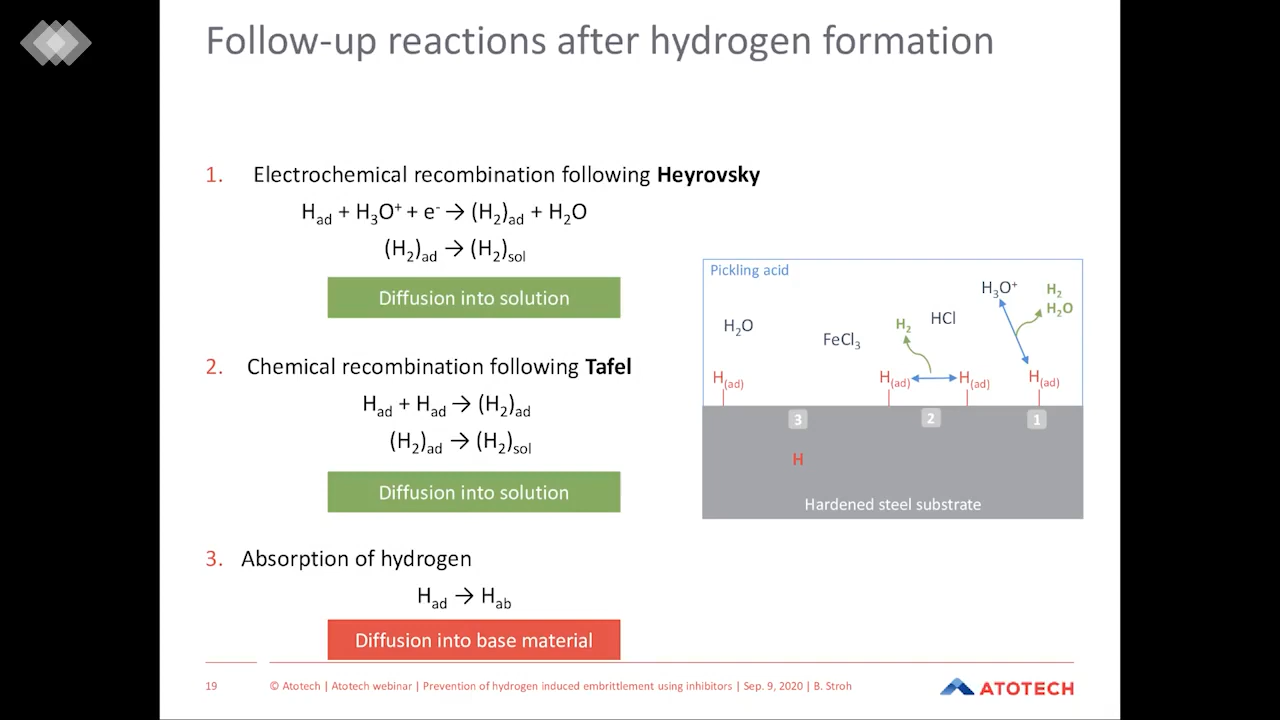 Follow-up reactions after hydrogen formation
1. Electrochemical recombination following Heyrovsky
H_ad + H₃O⁺ + e⁻ → (H₂)_ad + H₂O
(H₂)_ad → (H₂)_sol
Diffusion into solution
2. Chemical recombination following Tafel
H_ad + H_ad → (H₂)_ad
(H₂)_ad → (H₂)_sol
Diffusion into solution
3. Absorption of hydrogen
H_ad → H_ab
Diffusion into base material
Pickling acid
H₃O⁺
H₂
H₂O
H₂O
FeCl₃
H₂
HCl
H(ad)
H(ad)
H(ad)
H(ad)
3
2
1
H
Hardened steel substrate
19
© Atotech | Atotech webinar | Prevention of hydrogen induced embrittlement using inhibitors | Sep. 9, 2020 | B. Stroh
ATOTECH